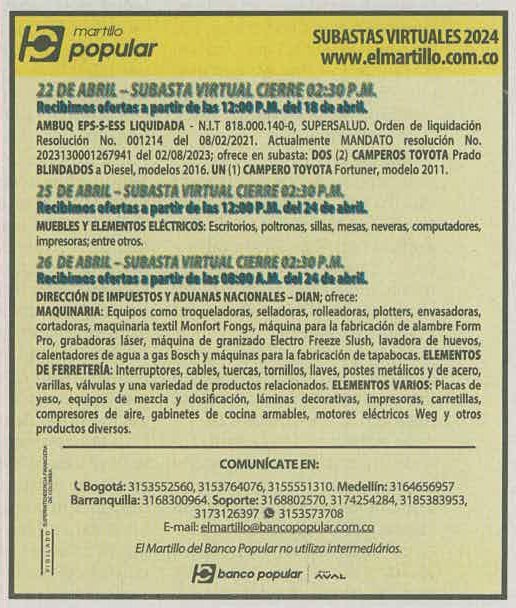 martillo
popular
SUBASTAS VIRTUALES 2024
www.elmartillo.com.co
22 DE ABRIL – SUBASTA VIRTUAL CIERRE 02:30 P.M.
Recibimos ofertas a partir de las 12:00 P.M. del 18 de abril.
AMBUQ EPS-S-ESS LIQUIDADA - N.I.T 818.000.140-0, SUPERSALUD. Orden de liquidación
Resolución No. 001214 del 08/02/2021. Actualmente MANDATO resolución No.
2023130001267941 del 02/08/2023; ofrece en subasta: DOS (2) CAMPEROS TOYOTA Prado
BLINDADOS a Diesel, modelos 2016. UN (1) CAMPERO TOYOTA Fortuner, modelo 2011.
25 DE ABRIL – SUBASTA VIRTUAL CIERRE 02:30 P.M.
Recibimos ofertas a partir de las 12:00 P.M. del 24 de abril.
MUEBLES Y ELEMENTOS ELÉCTRICOS: Escritorios, poltronas, sillas, mesas, neveras, computadores,
impresoras; entre otros.
26 DE ABRIL – SUBASTA VIRTUAL CIERRE 02:30 P.M.
Recibimos ofertas a partir de las 08:00 A.M. del 24 de abril.
DIRECCIÓN DE IMPUESTOS Y ADUANAS NACIONALES – DIAN; ofrece:
MAQUINARIA: Equipos como troqueladoras, selladoras, rolleadoras, plotters, envasadoras,
cortadoras, maquinaria textil Monfort Fongs, máquina para la fabricación de alambre Form
Pro, grabadoras láser, máquina de granizado Electro Freeze Slush, lavadora de huevos,
calentadores de agua a gas Bosch y máquinas para la fabricación de tapabocas. ELEMENTOS
DE FERRETERÍA: Interruptores, cables, tuercas, tornillos, llaves, postes metálicos y de acero,
varillas, válvulas y una variedad de productos relacionados. ELEMENTOS VARIOS: Placas de
yeso, equipos de mezcla y dosificación, láminas decorativas, impresoras, carretillas,
compresores de aire, gabinetes de cocina armables, motores eléctricos Weg y otros
productos diversos.
COMUNÍCATE EN:
Bogotá: 3153552560, 3153764076, 3155551310. Medellín: 3164656957
Barranquilla: 3168300964. Soporte: 3168802570, 3174254284, 3185383953,
3173126397 3153573708
E-mail: elmartillo@bancopopular.com.co
El Martillo del Banco Popular no utiliza intermediários.
banco popular
AVAL
VIGILADO SUPERINTENDENCIA FINANCIERA
DE COLOMBIA